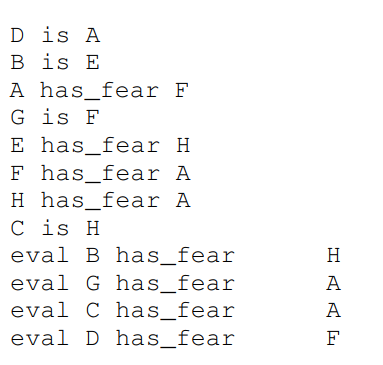 D is A
B is E
A has_fear F
G is F
E has_fear H
F has_fear A
H has_fear A
C is H
eval B has_fear      H
eval G has_fear      A
eval C has_fear      A
eval D has_fear      F